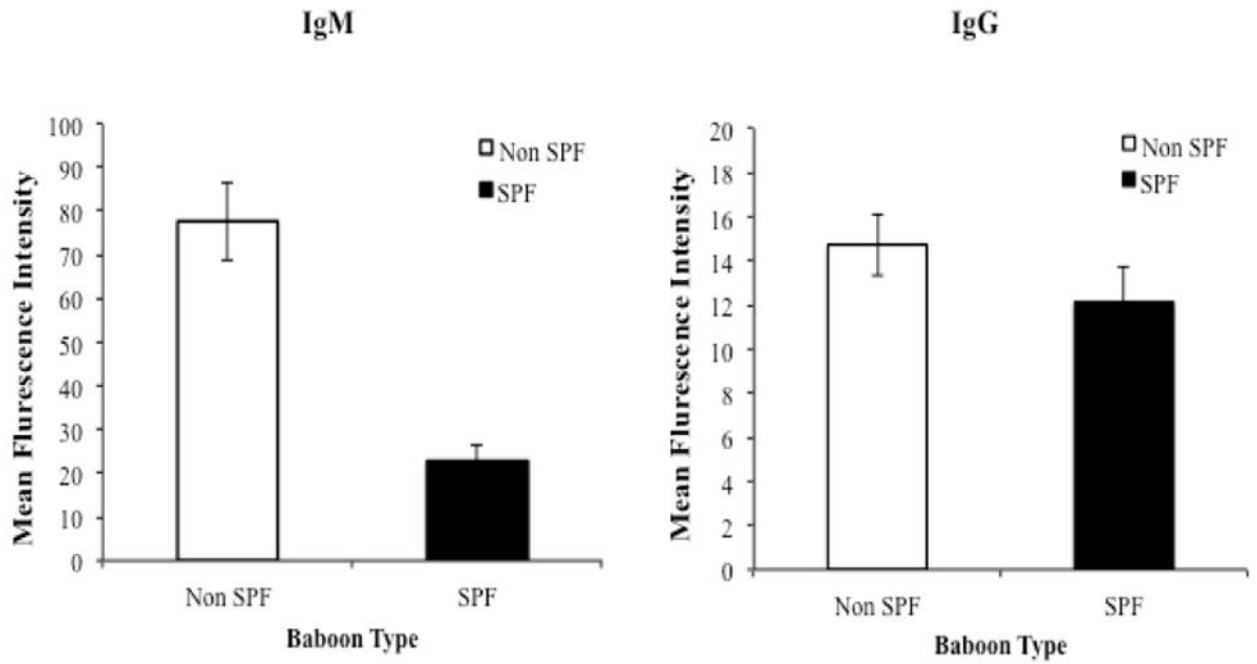 IgM
100
90
80
70
60
50
40
30
20
10
0
Mean Flurescence Intensity
Non SPF
SPF
Non SPF
SPF
Baboon Type
IgG
20
18
16
14
12
10
8
6
4
2
0
Mean Flurescence Intensity
Non SPF
SPF
Non SPF
SPF
Baboon Type